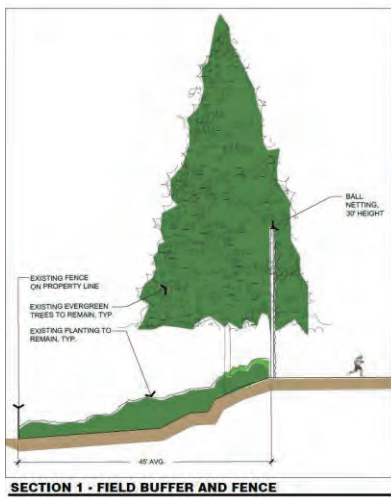 BALL
NETTING,
30' HEIGHT
EXISTING FENCE
ON PROPERTY LINE
EXISTING EVERGREEN
TREES TO REMAIN, TYP.
EXISTING PLANTING TO
REMAIN, TYP.
45' AVG.
SECTION 1 - FIELD BUFFER AND FENCE